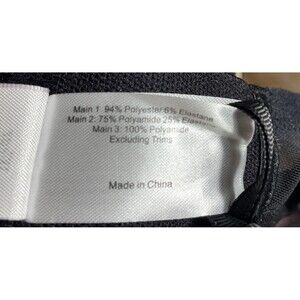 Main 1: 94% Polyester 6% Elastane
Main 2: 75% Polyamide 25% Elastane
Main 3: 100% Polyamide
Excluding Trims
Made in China